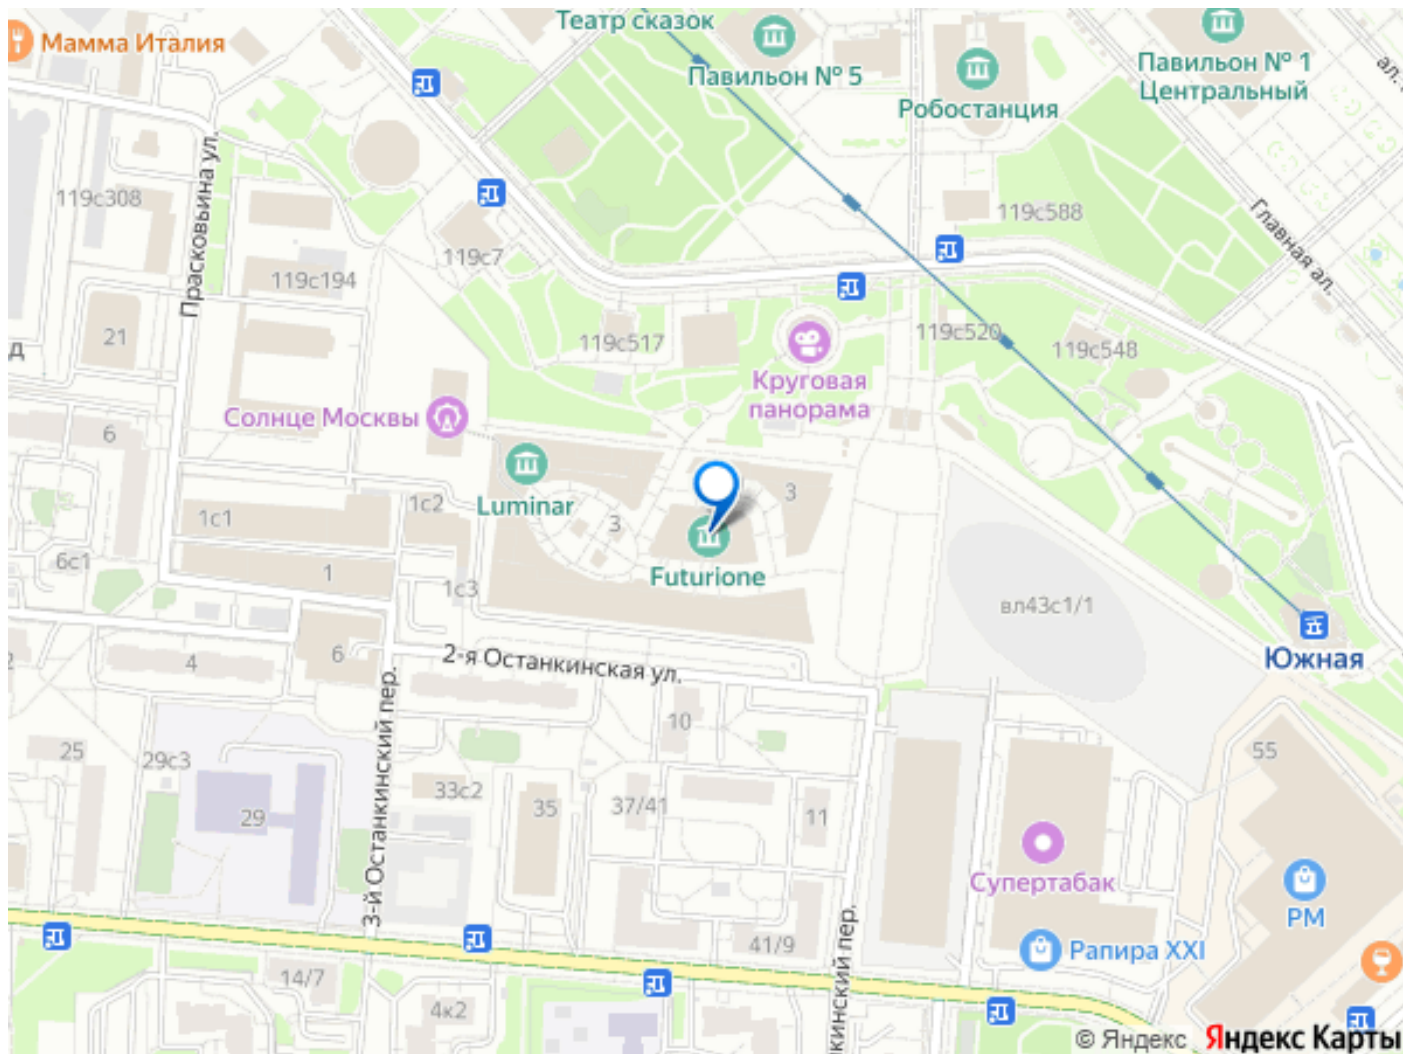 Театр сказок
Мамма Италия
Павильон № 5
Павильон № 1
Центральный
Робостанция
ал.
Прасковьина ул.
119с308
119с588
Главная ал.
119с7
119с194
21
д
119с517
119с520
119с548
Круговая
панорама
Солнце Москвы
6
Luminar
3
3
1с2
1с1
Futurione
6с1
1
1с3
вл43с1/1
Южная
4
6
2-я Останкинская ул.
2
3-й Останкинский пер.
10
25
29с3
55
33с2
35
37/41
11
29
Супертабак
РМ
41/9
Рапира XXI
14/7
4к2
кинский пер.
© Яндекс Яндекс Карты